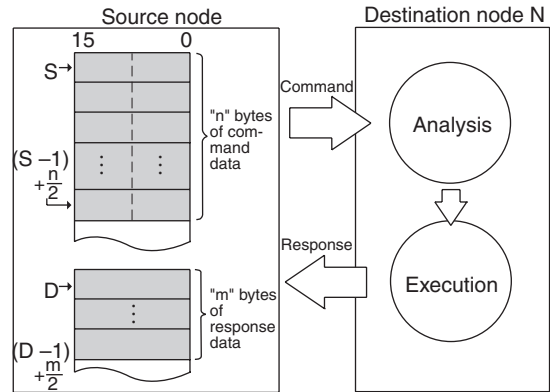 Source node
Destination node N
15 0
S
"n" bytes
of com-
mand
data
(S –1)
+n/2
Command
Analysis
Response
Execution
D
"m" bytes
of
response
data
(D –1)
+m/2